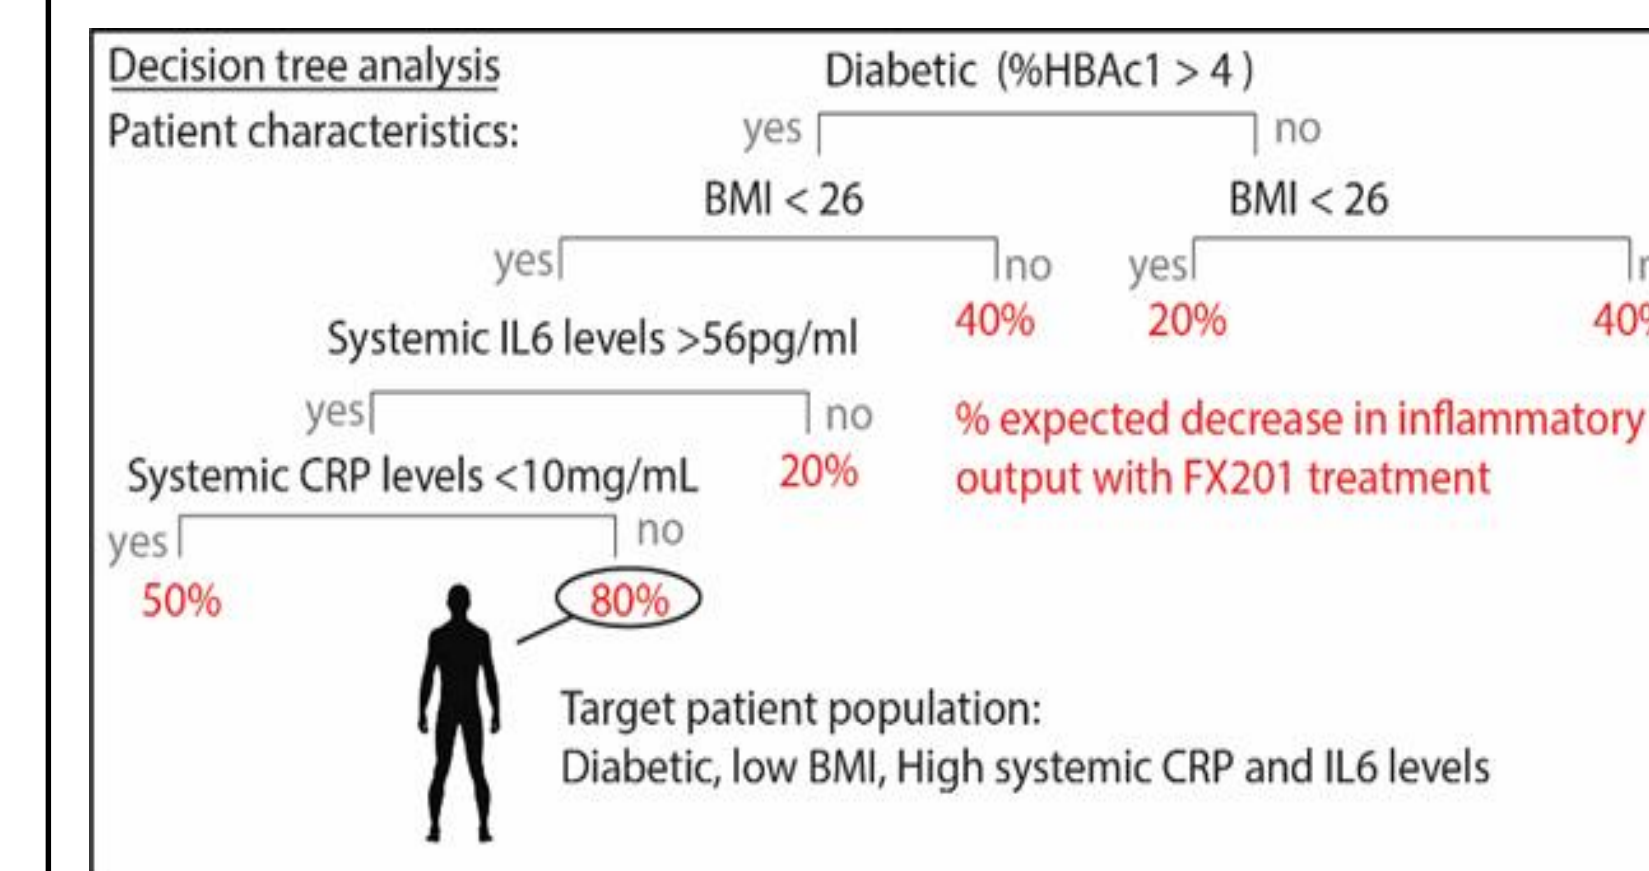 Decision tree analysis
Patient characteristics:
Diabetic (%HBAc1 > 4 )
yes no
BMI < 26 BMI < 26
yes no yes
40% 20%
Systemic IL6 levels >56pg/ml
yes no
20%
% expected decrease in inflammatory
output with FX201 treatment
Systemic CRP levels <10mg/mL
yes no
50% 80%
Target patient population:
Diabetic, low BMI, High systemic CRP and IL6 levels